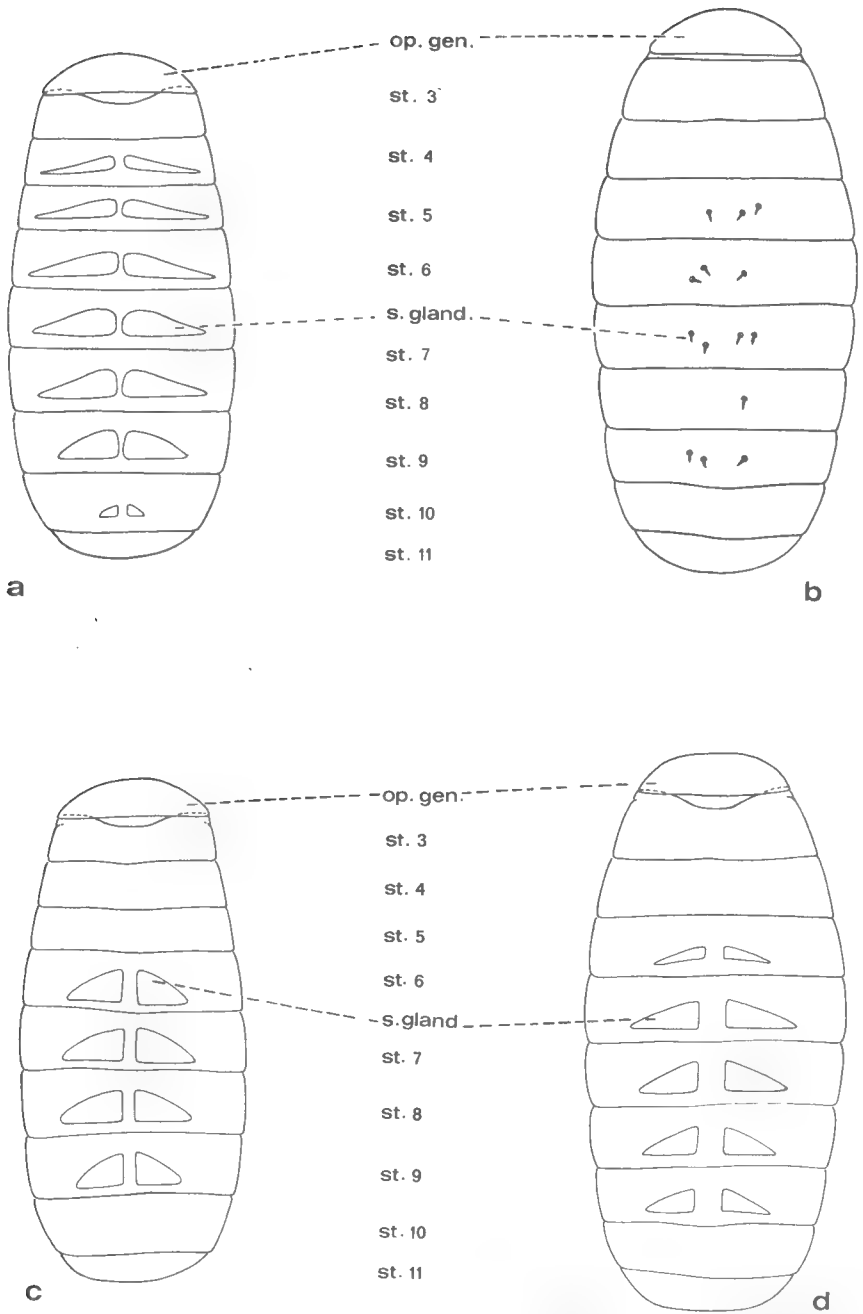 op. gen.
st. 3
st. 4
st. 5
st. 6
s. gland.
st. 7
st. 8
st. 9
st. 10
st. 11
a
b
op. gen.
st. 3
st. 4
st. 5
st. 6
s. gland
st. 7
st. 8
st. 9
st. 10
st. 11
c
d